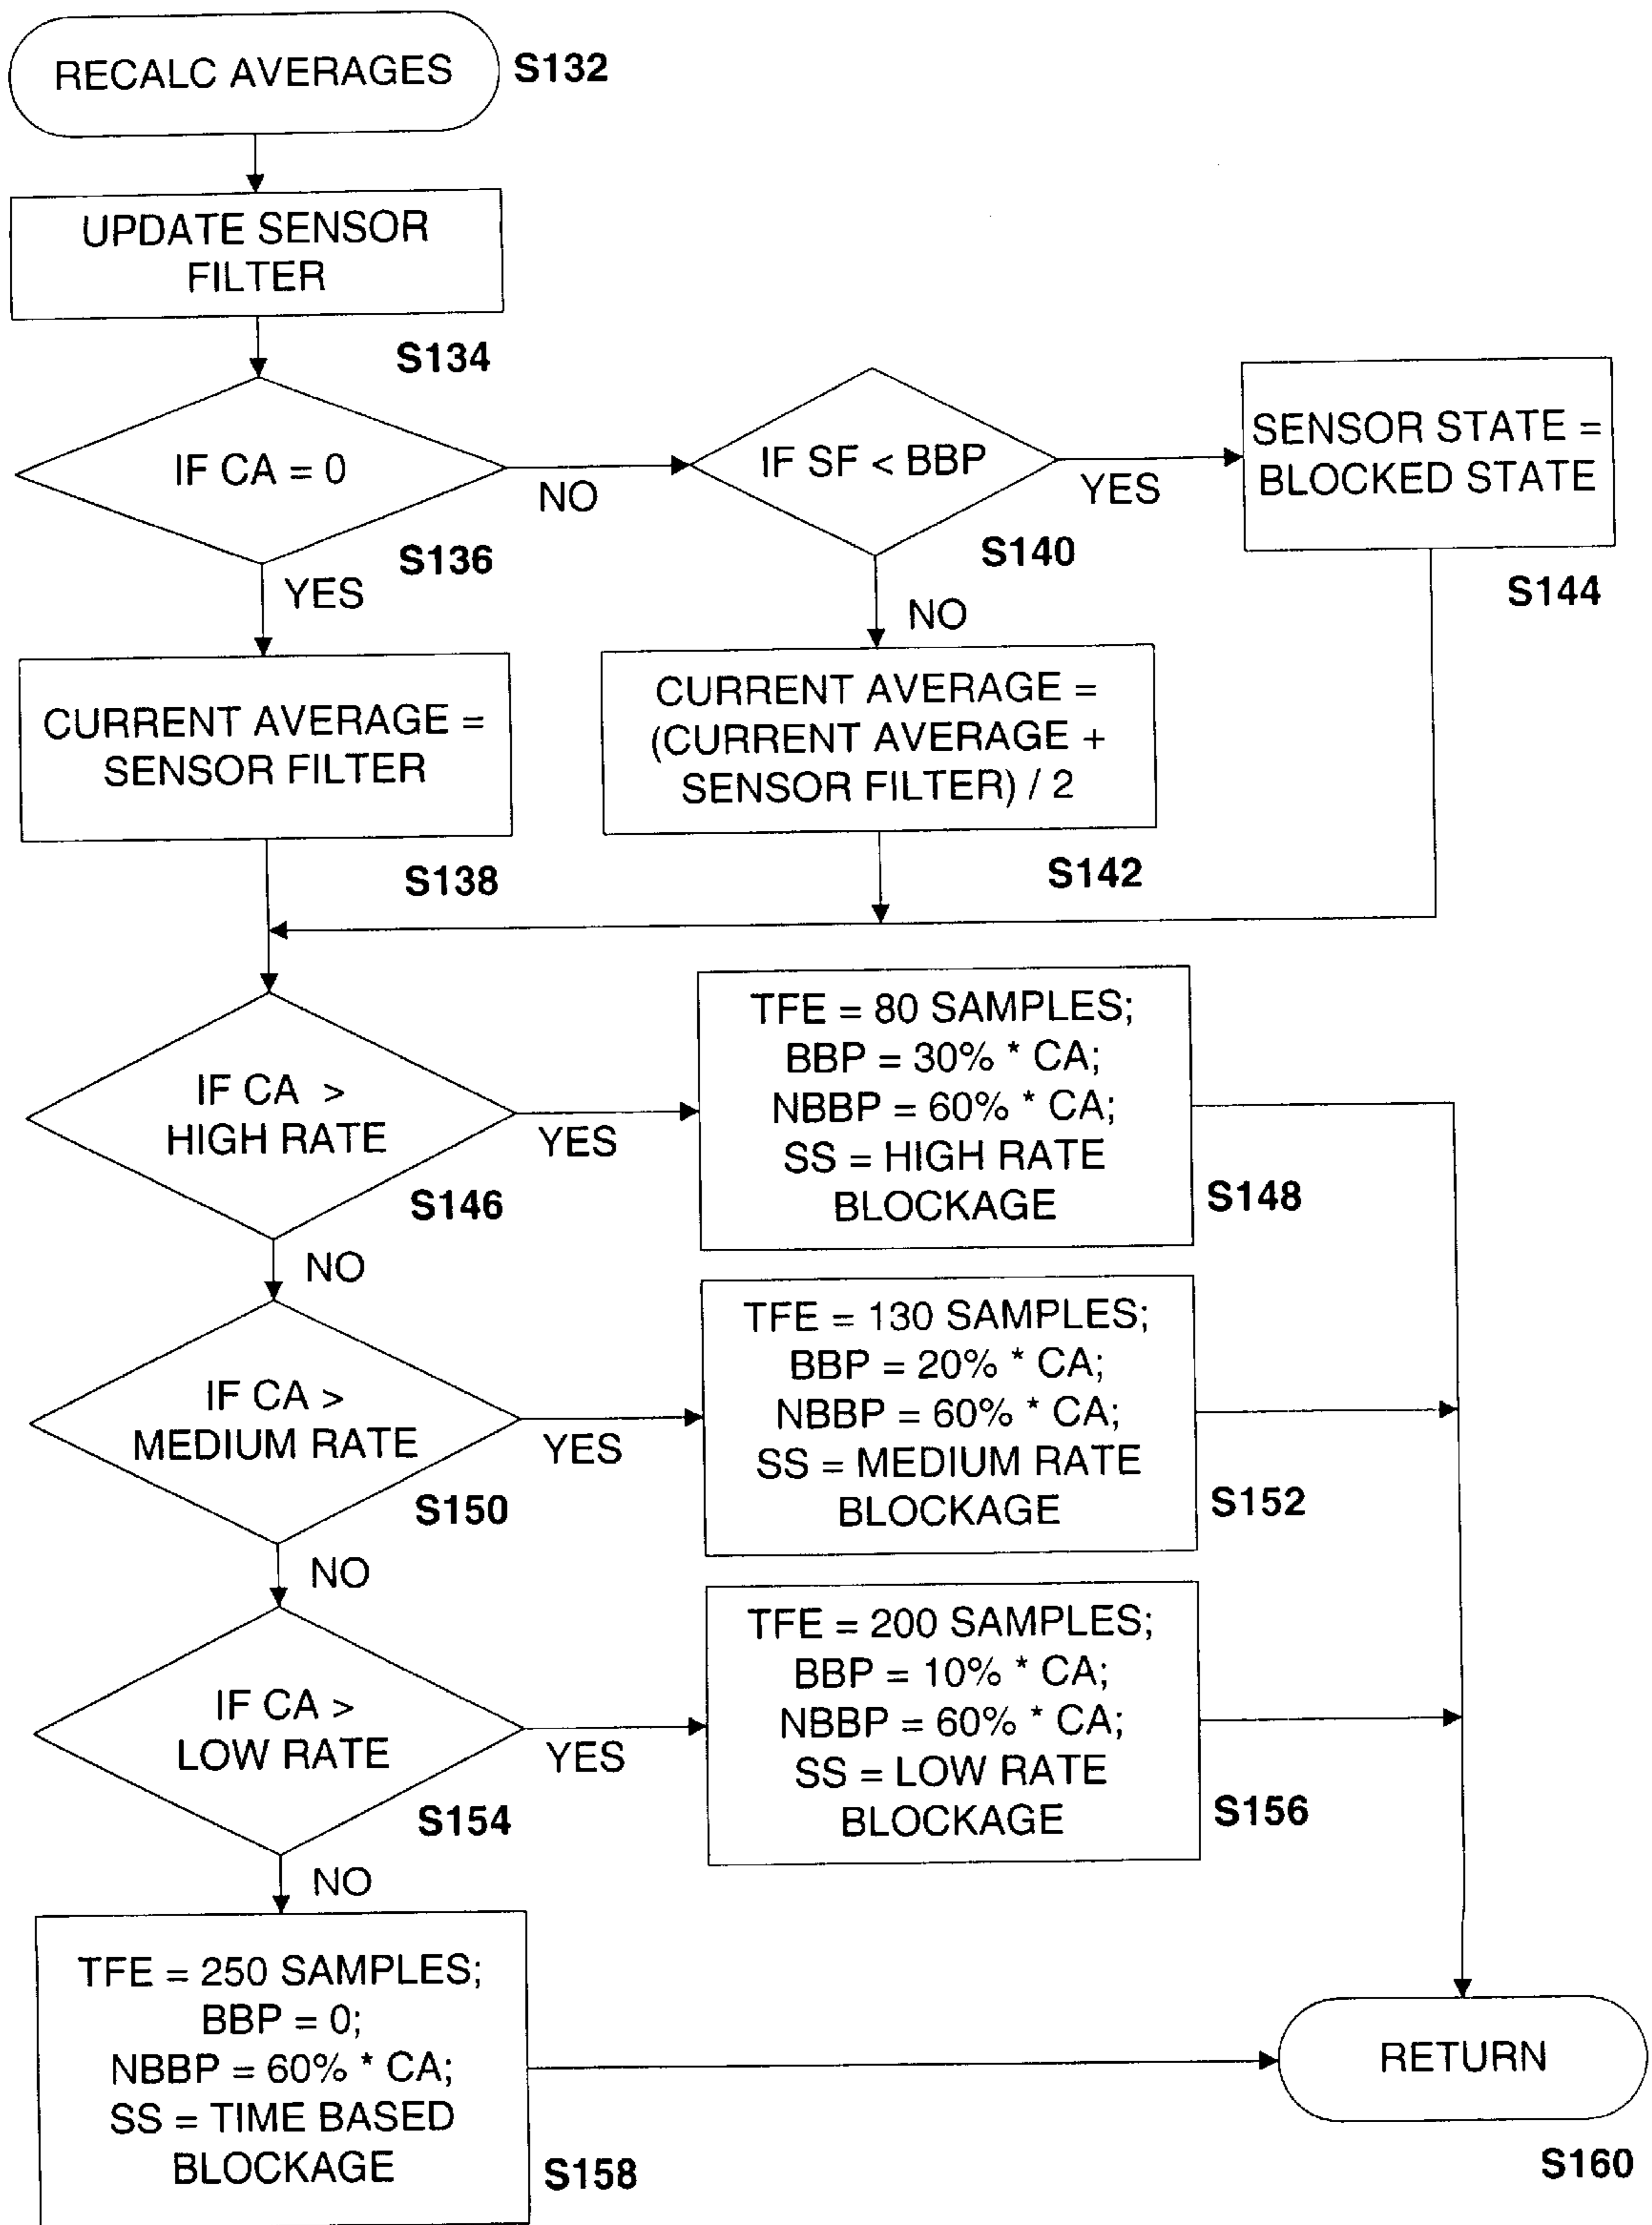 RECALC AVERAGES
S132
UPDATE SENSOR
FILTER
S134
IF CA = 0
NO
S136
YES
IF SF < BBP
YES
S140
NO
SENSOR STATE =
BLOCKED STATE
S144
CURRENT AVERAGE =
SENSOR FILTER
S138
CURRENT AVERAGE =
(CURRENT AVERAGE +
SENSOR FILTER) / 2
S142
IF CA >
HIGH RATE
YES
S146
NO
TFE = 80 SAMPLES;
BBP = 30% * CA;
NBBP = 60% * CA;
SS = HIGH RATE
BLOCKAGE
S148
IF CA >
MEDIUM RATE
YES
S150
NO
TFE = 130 SAMPLES;
BBP = 20% * CA;
NBBP = 60% * CA;
SS = MEDIUM RATE
BLOCKAGE
S152
IF CA >
LOW RATE
YES
S154
NO
TFE = 200 SAMPLES;
BBP = 10% * CA;
NBBP = 60% * CA;
SS = LOW RATE
BLOCKAGE
S156
TFE = 250 SAMPLES;
BBP = 0;
NBBP = 60% * CA;
SS = TIME BASED
BLOCKAGE
S158
RETURN
S160